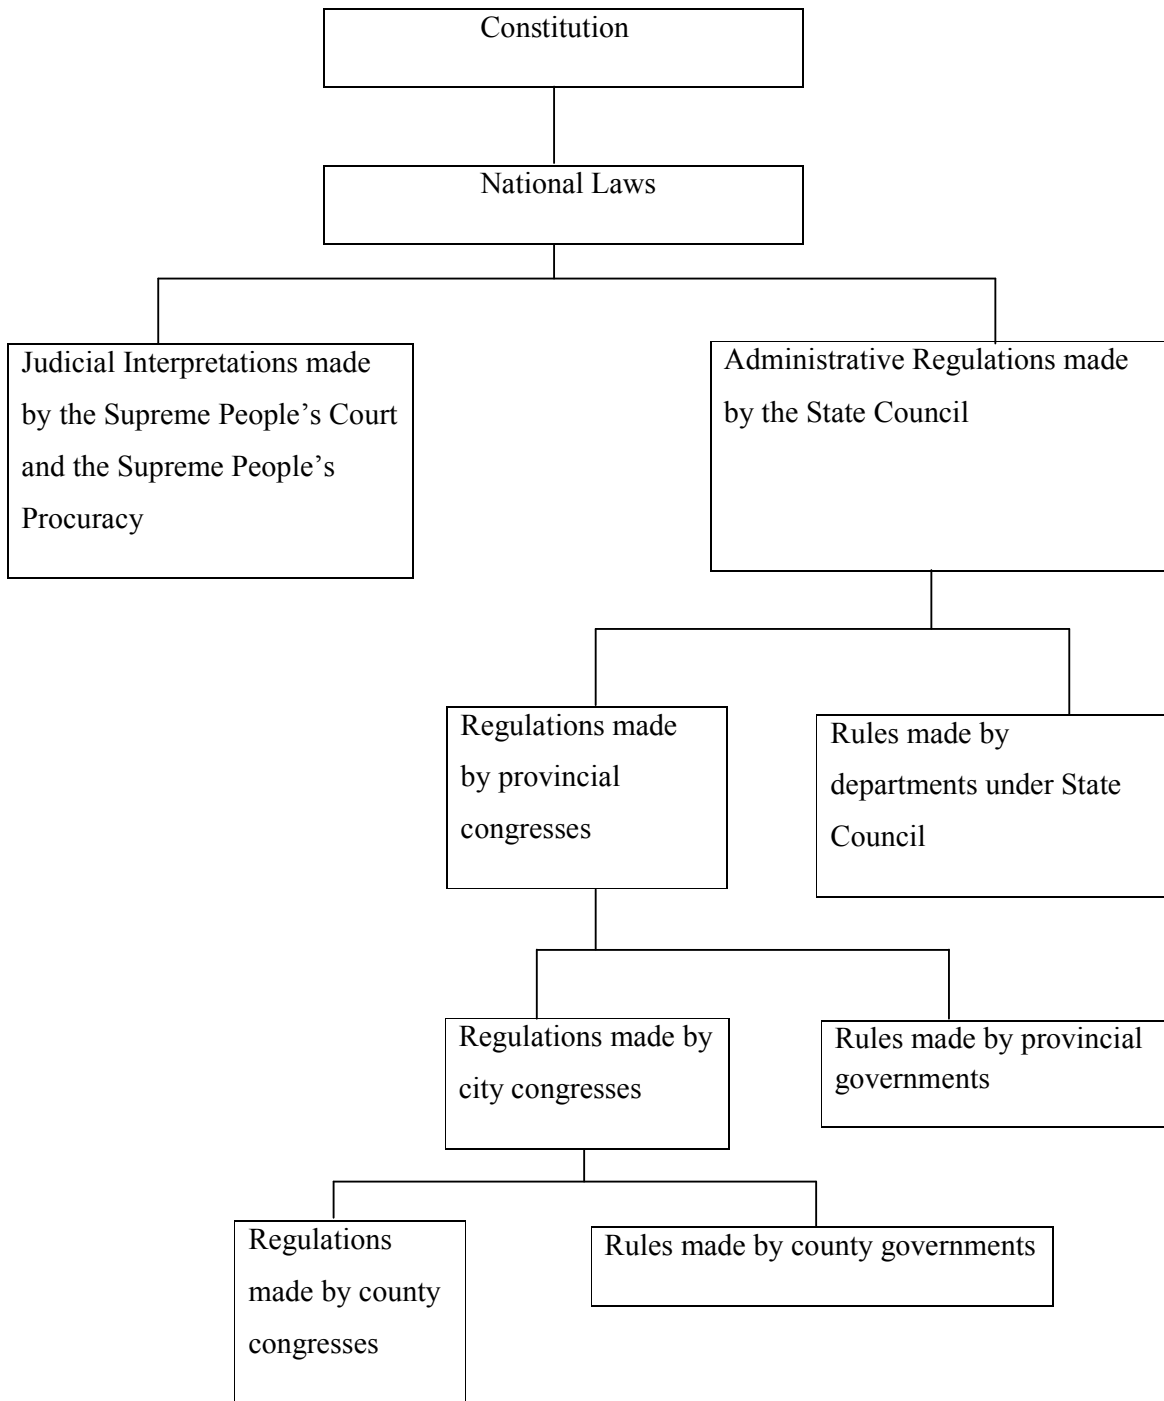 Constitution
National Laws
Judicial Interpretations made
by the Supreme People’s Court
and the Supreme People’s
Procuracy
Administrative Regulations made
by the State Council
Regulations made
by provincial
congresses
Rules made by
departments under State
Council
Regulations made by
city congresses
Rules made by provincial
governments
Regulations
made by county
congresses
Rules made by county governments